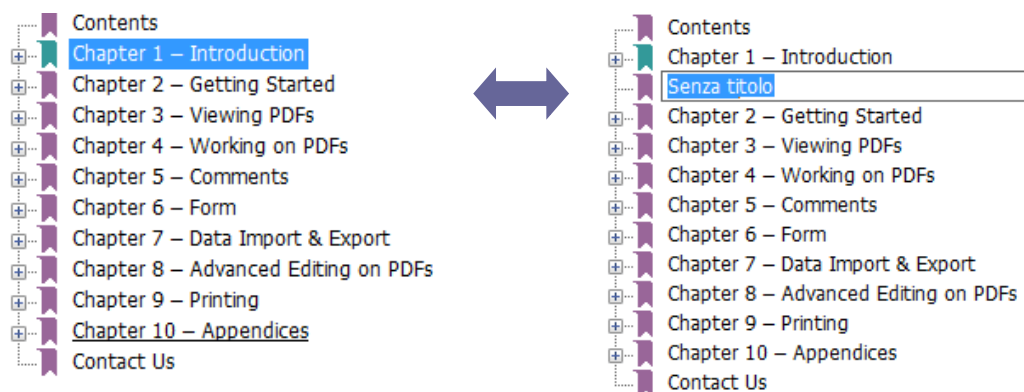 Contents
Chapter 1 – Introduction
Chapter 2 – Getting Started
Chapter 3 – Viewing PDFs
Chapter 4 – Working on PDFs
Chapter 5 – Comments
Chapter 6 – Form
Chapter 7 – Data Import & Export
Chapter 8 – Advanced Editing on PDFs
Chapter 9 – Printing
Chapter 10 – Appendices
Contact Us
Contents
Chapter 1 – Introduction
Senza titolo
Chapter 2 – Getting Started
Chapter 3 – Viewing PDFs
Chapter 4 – Working on PDFs
Chapter 5 – Comments
Chapter 6 – Form
Chapter 7 – Data Import & Export
Chapter 8 – Advanced Editing on PDFs
Chapter 9 – Printing
Chapter 10 – Appendices
Contact Us